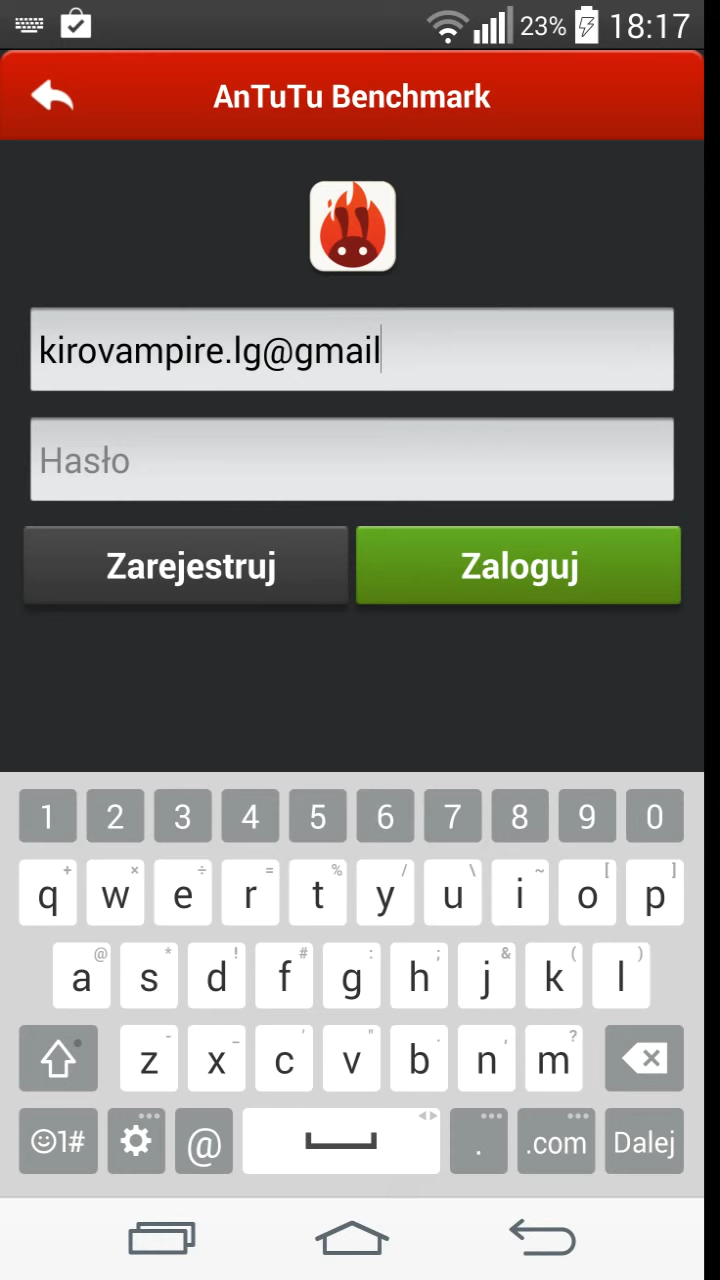 23% 18:17
AnTuTu Benchmark
kirovampire.lg@gmail
Hasło
Zarejestruj Zaloguj
1 2 3 4 5 6 7 8 9 0
+ × ÷ = % / \ ~ [ ]
q w e r t y u i o p
@ * ! # : ; & ( )
a s d f g h j k l
- _ ' " . , ?
z x c v b n m
☺1# @ . .com Dalej